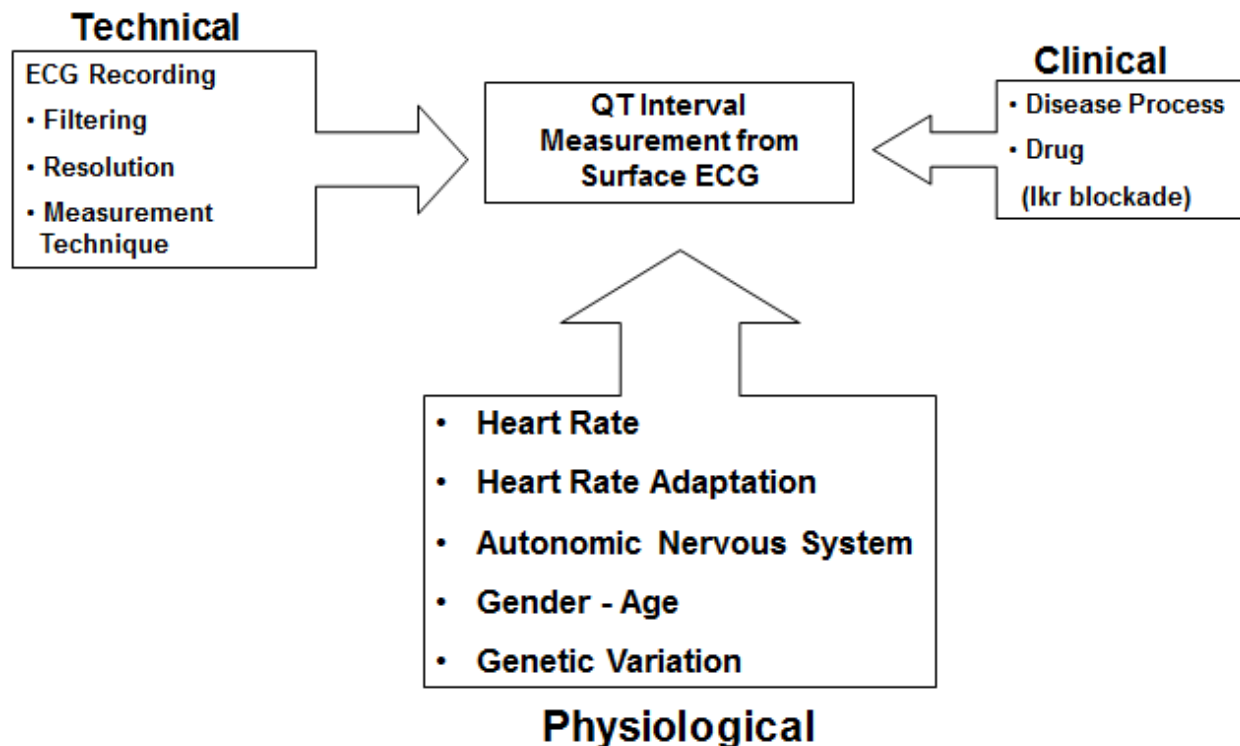 Technical
ECG Recording
• Filtering
• Resolution
• Measurement
Technique
QT Interval
Measurement from
Surface ECG
Clinical
• Disease Process
• Drug
(Ikr blockade)
• Heart Rate
• Heart Rate Adaptation
• Autonomic Nervous System
• Gender - Age
• Genetic Variation
Physiological